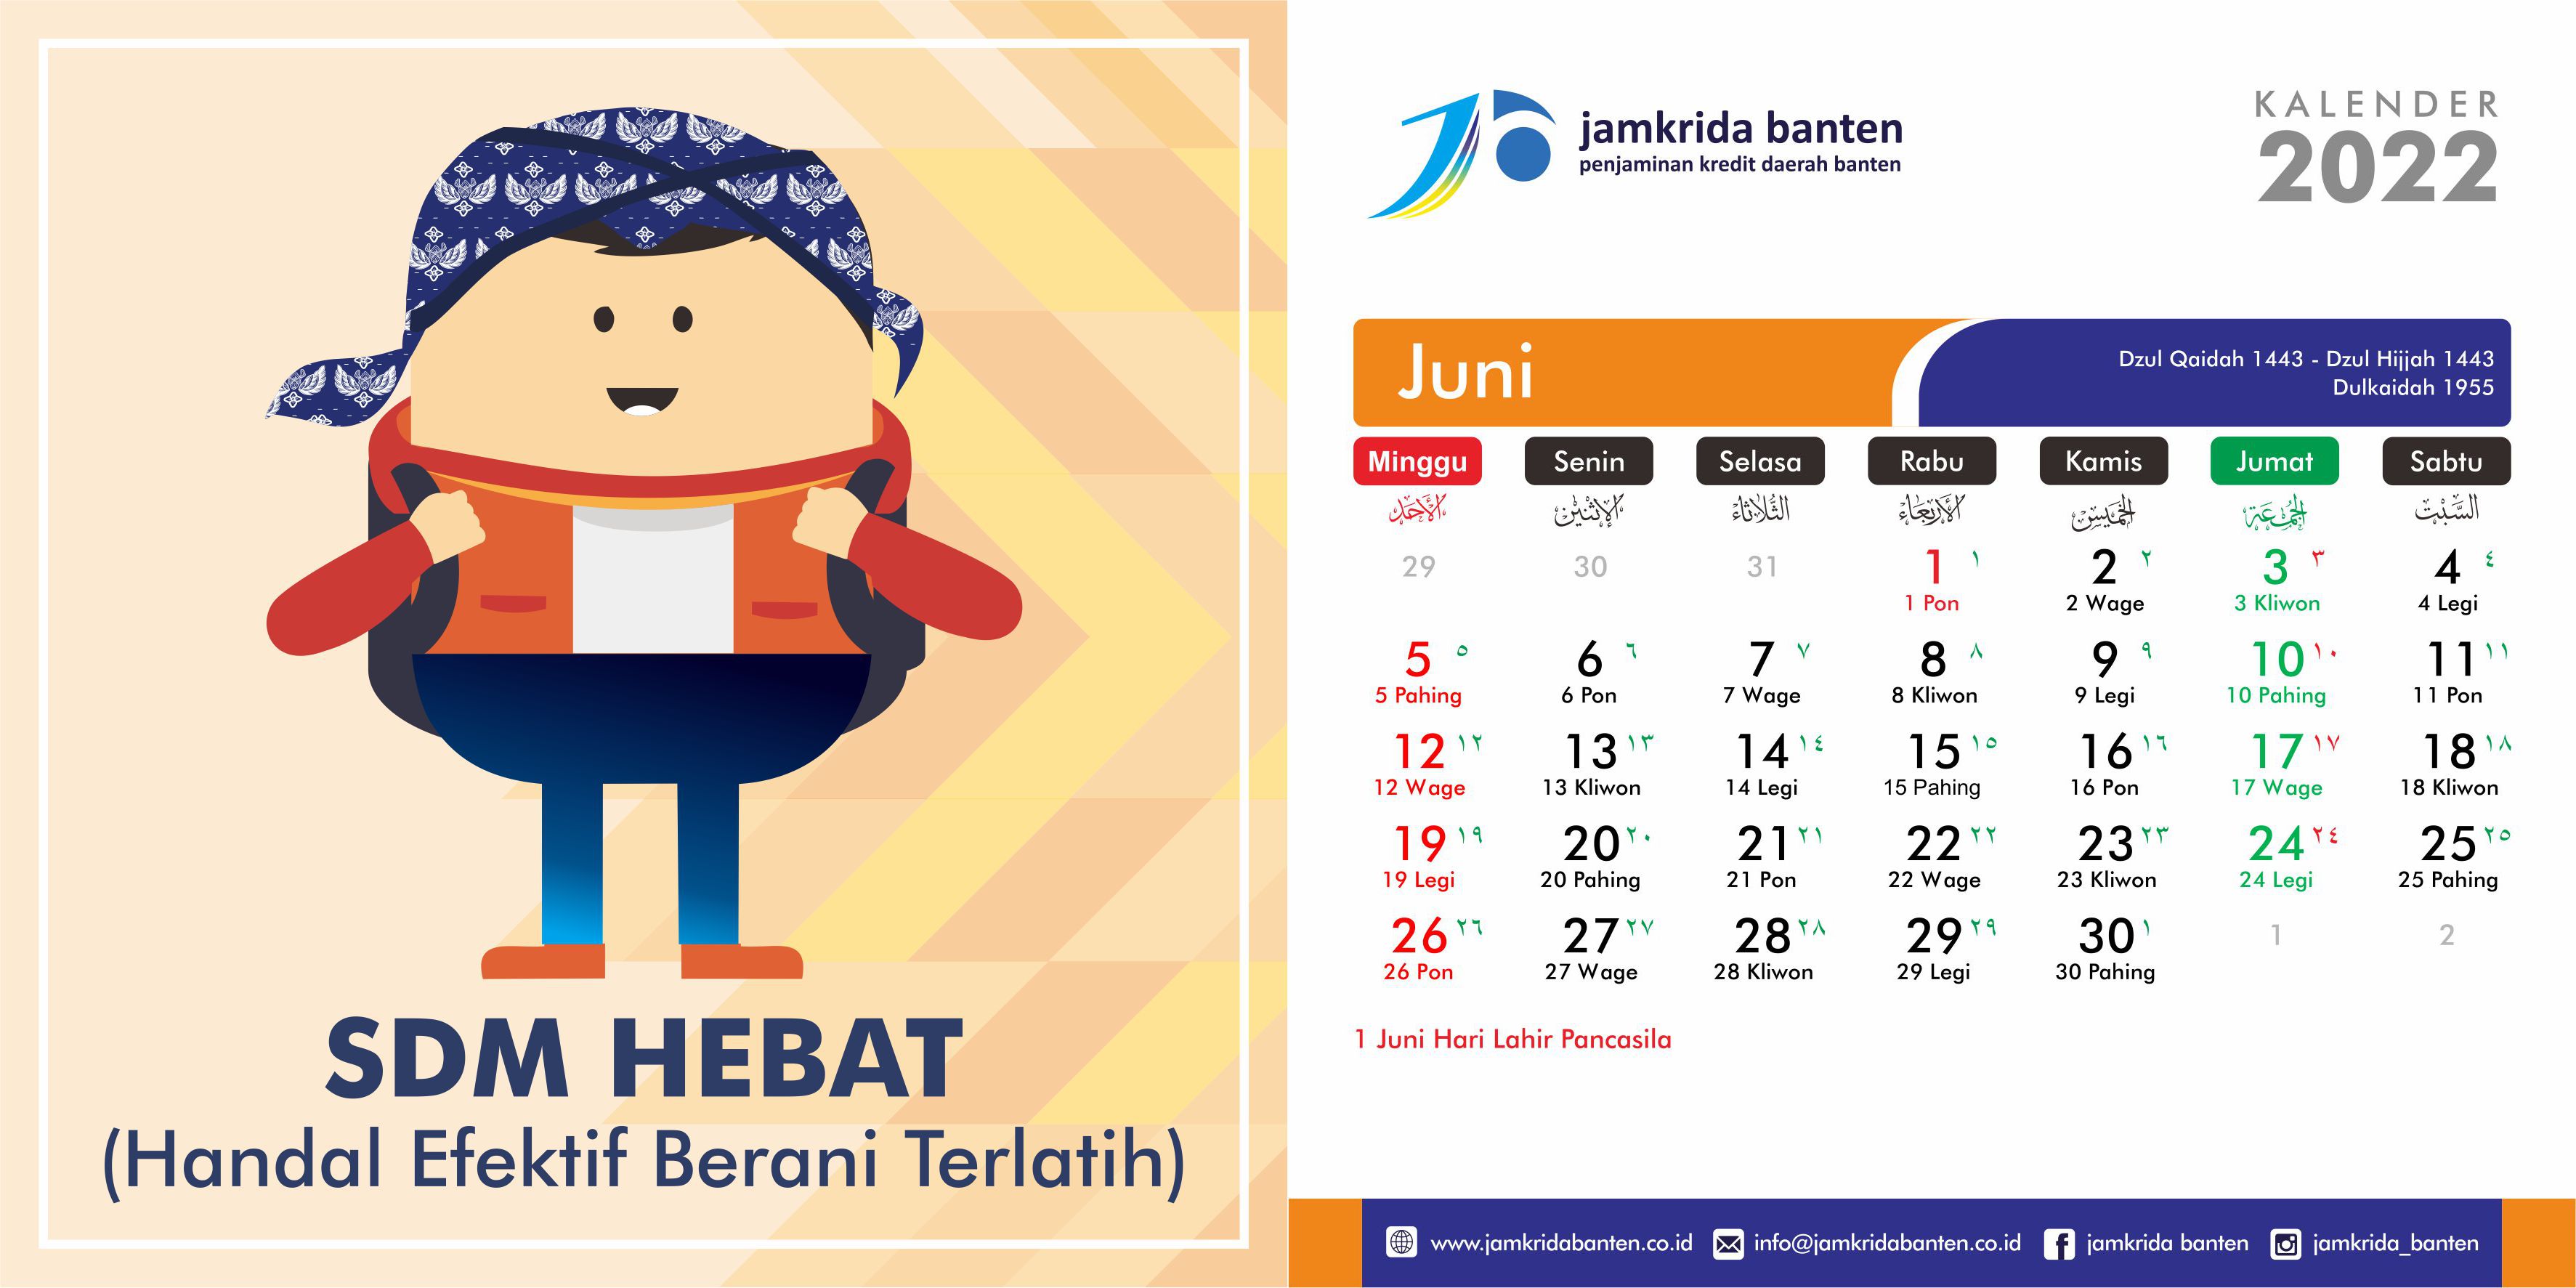 SDM HEBAT
(Handal Efektif Berani Terlatih)
jamkrida banten
penjaminan kredit daerah banten
KALENDER
2022
Juni
Dzul Qaidah 1443 - Dzul Hijjah 1443
Dulkaidah 1955
Minggu Senin Selasa Rabu Kamis Jumat Sabtu
الأحد الإثنين الثلاثاء الأربعاء الخميس الجمعة السبت
29 30 31 1 ١ 2 ٢ 3 ٣ 4 ٤
1 Pon 2 Wage 3 Kliwon 4 Legi
5 ٥ 6 ٦ 7 ٧ 8 ٨ 9 ٩ 10 ١٠ 11 ١١
5 Pahing 6 Pon 7 Wage 8 Kliwon 9 Legi 10 Pahing 11 Pon
12 ١٢ 13 ١٣ 14 ١٤ 15 ١٥ 16 ١٦ 17 ١٧ 18 ١٨
12 Wage 13 Kliwon 14 Legi 15 Pahing 16 Pon 17 Wage 18 Kliwon
19 ١٩ 20 ٢٠ 21 ٢١ 22 ٢٢ 23 ٢٣ 24 ٢٤ 25 ٢٥
19 Legi 20 Pahing 21 Pon 22 Wage 23 Kliwon 24 Legi 25 Pahing
26 ٢٦ 27 ٢٧ 28 ٢٨ 29 ٢٩ 30 ١ 1 2
26 Pon 27 Wage 28 Kliwon 29 Legi 30 Pahing
1 Juni Hari Lahir Pancasila
www.jamkridabanten.co.id info@jamkridabanten.co.id jamkrida banten jamkrida_banten